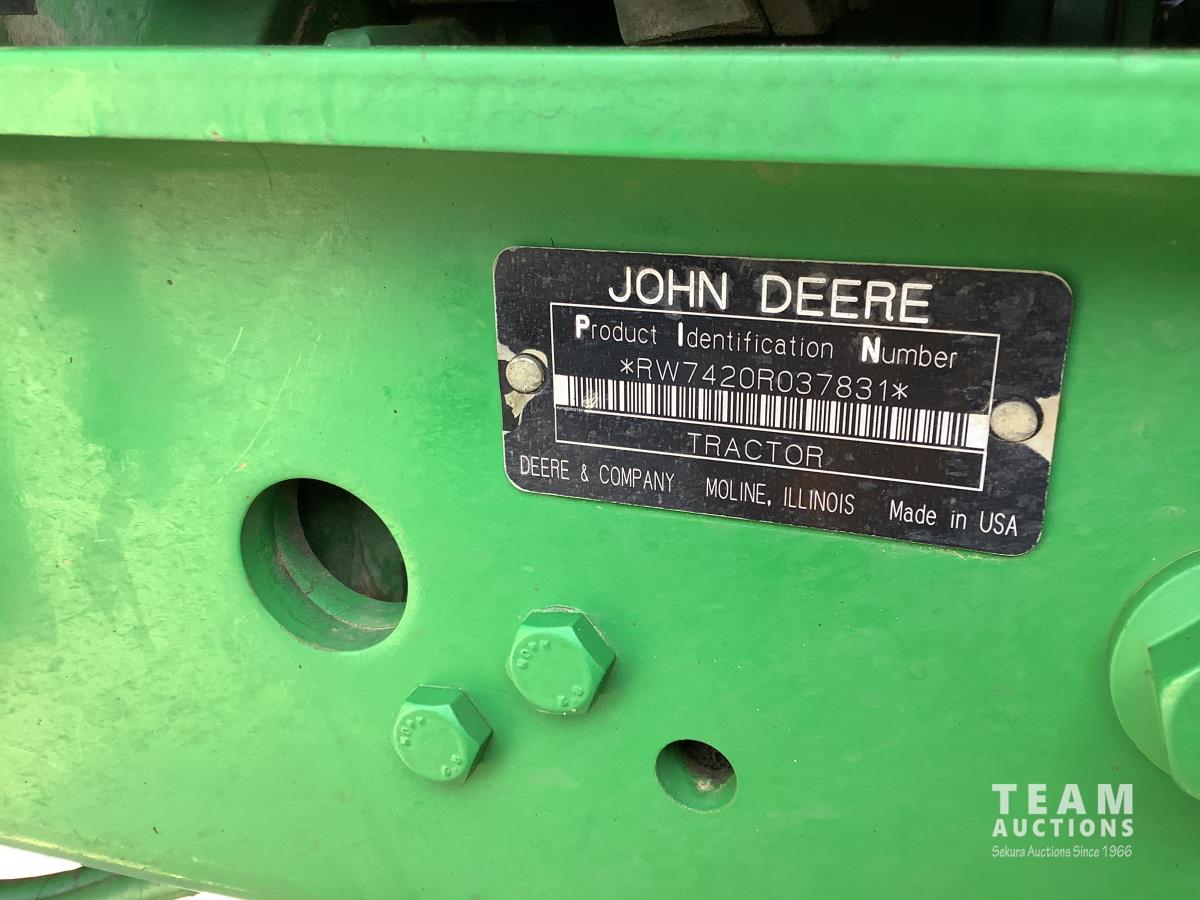 JOHN DEERE
Product Identification Number
*RW7420R037831*
TRACTOR
DEERE & COMPANY MOLINE, ILLINOIS Made in USA
TEAM
AUCTIONS
Sekura Auctions Since 1966